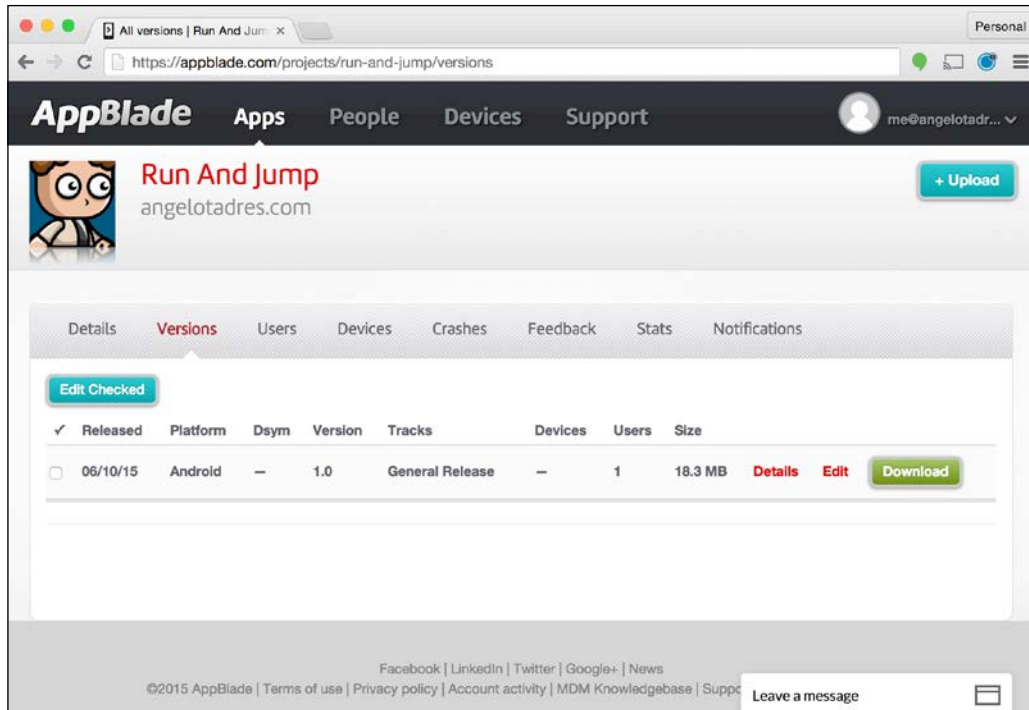 All versions | Run And Jum
Personal
https://appblade.com/projects/run-and-jump/versions
AppBlade Apps People Devices Support me@angelotadr...
Run And Jump
angelotadres.com
+ Upload
Details Versions Users Devices Crashes Feedback Stats Notifications
Edit Checked
✓ Released Platform Dsym Version Tracks Devices Users Size
06/10/15 Android – 1.0 General Release – 1 18.3 MB Details Edit Download
Facebook | LinkedIn | Twitter | Google+ | News
©2015 AppBlade | Terms of use | Privacy policy | Account activity | MDM Knowledgebase | Suppo
Leave a message